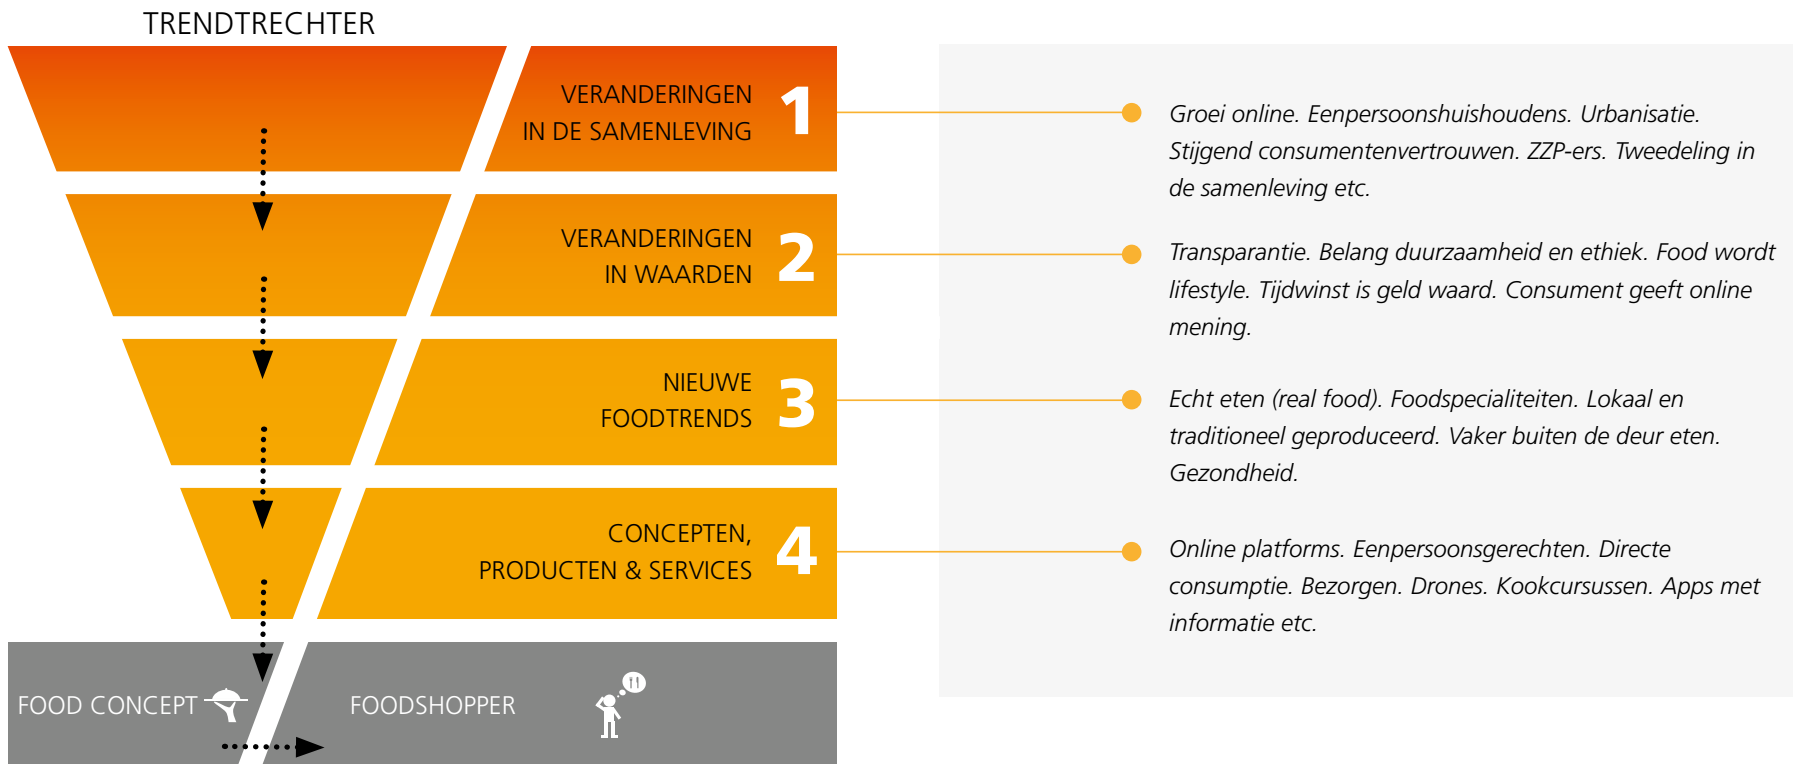 TRENDTRECHTER
VERANDERINGEN
IN DE SAMENLEVING
1
Groei online. Eenpersoonshuishoudens. Urbanisatie.
Stijgend consumentenvertrouwen. ZZP-ers. Tweedeling in
de samenleving etc.
VERANDERINGEN
IN WAARDEN
2
Transparantie. Belang duurzaamheid en ethiek. Food wordt
lifestyle. Tijdwinst is geld waard. Consument geeft online
mening.
NIEUWE
FOODTRENDS
3
Echt eten (real food). Foodspecialiteiten. Lokaal en
traditioneel geproduceerd. Vaker buiten de deur eten.
Gezondheid.
CONCEPTEN,
PRODUCTEN & SERVICES
4
Online platforms. Eenpersoonsgerechten. Directe
consumptie. Bezorgen. Drones. Kookcursussen. Apps met
informatie etc.
FOOD CONCEPT
FOODSHOPPER